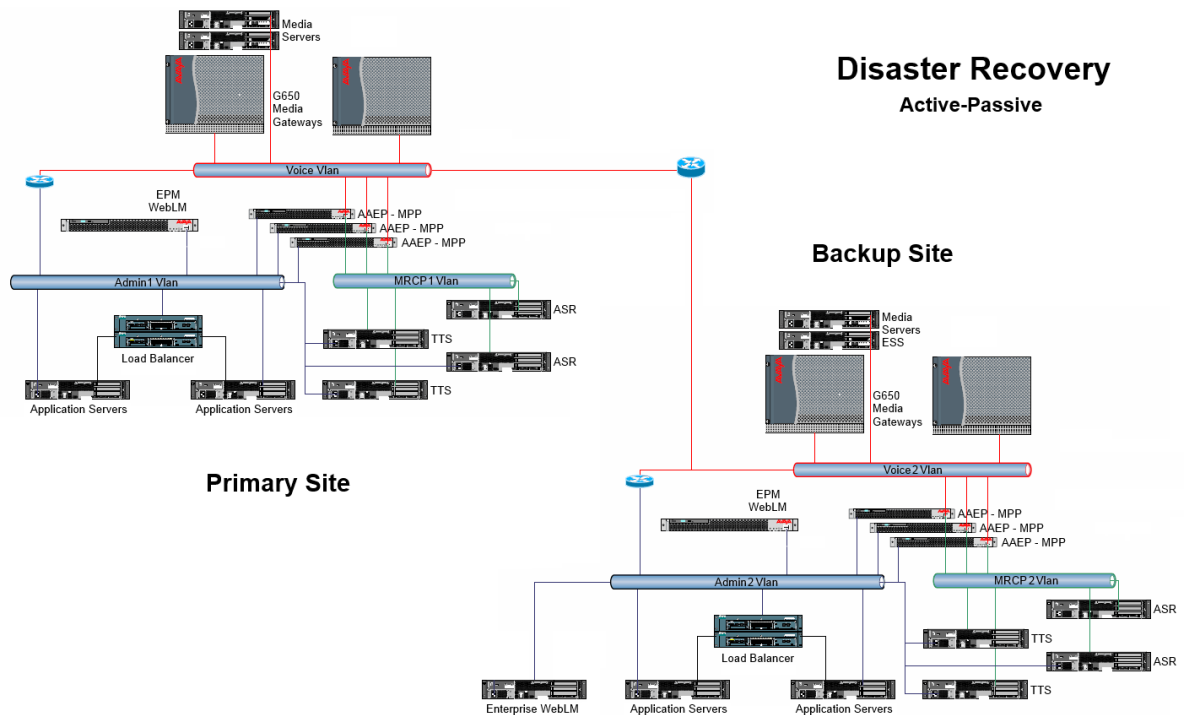 Media
Servers
Disaster Recovery
Active-Passive
G650
Media
Gateways
Voice Vlan
EPM
WebLM
AAEP - MPP
AAEP - MPP
AAEP - MPP
Admin1 Vlan
MRCP1 Vlan
ASR
TTS
Load Balancer
ASR
TTS
Application Servers
Application Servers
Primary Site
Backup Site
Media
Servers
ESS
G650
Media
Gateways
Voice2 Vlan
EPM
WebLM
AAEP - MPP
AAEP - MPP
AAEP - MPP
Admin2 Vlan
MRCP2 Vlan
ASR
TTS
Load Balancer
ASR
TTS
Enterprise WebLM
Application Servers
Application Servers